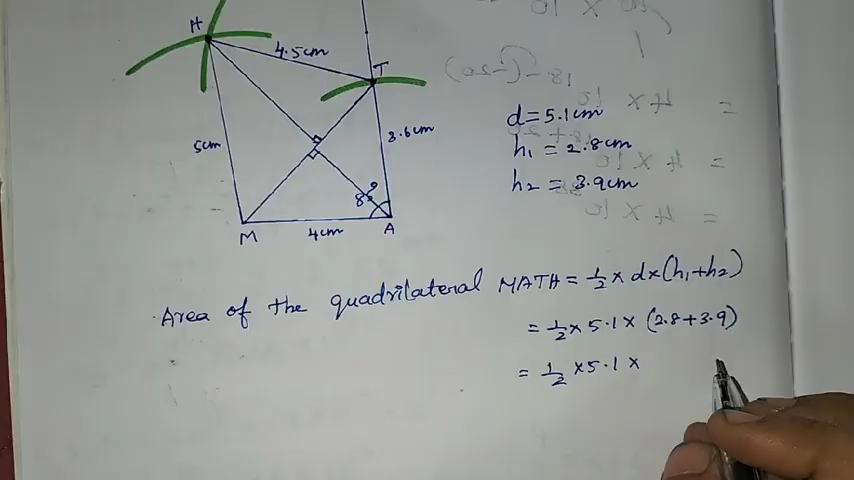 H
4.5cm
T
5cm
3.6cm
85°
M
4cm
A
d = 5.1cm
h1 = 2.8cm
h2 = 3.9cm
Area of the quadrilateral MATH = 1/2 × d × (h1 + h2)
= 1/2 × 5.1 × (2.8 + 3.9)
= 1/2 × 5.1 ×